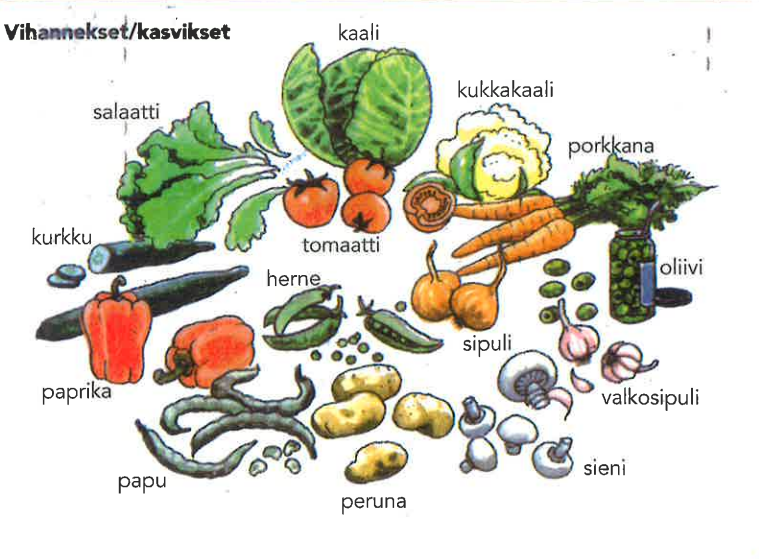 Vihannekset/kasvikset
kaali
kukkakaali
salaatti
porkkana
kurkku
tomaatti
oliivi
herne
sipuli
paprika
valkosipuli
papu
sieni
peruna